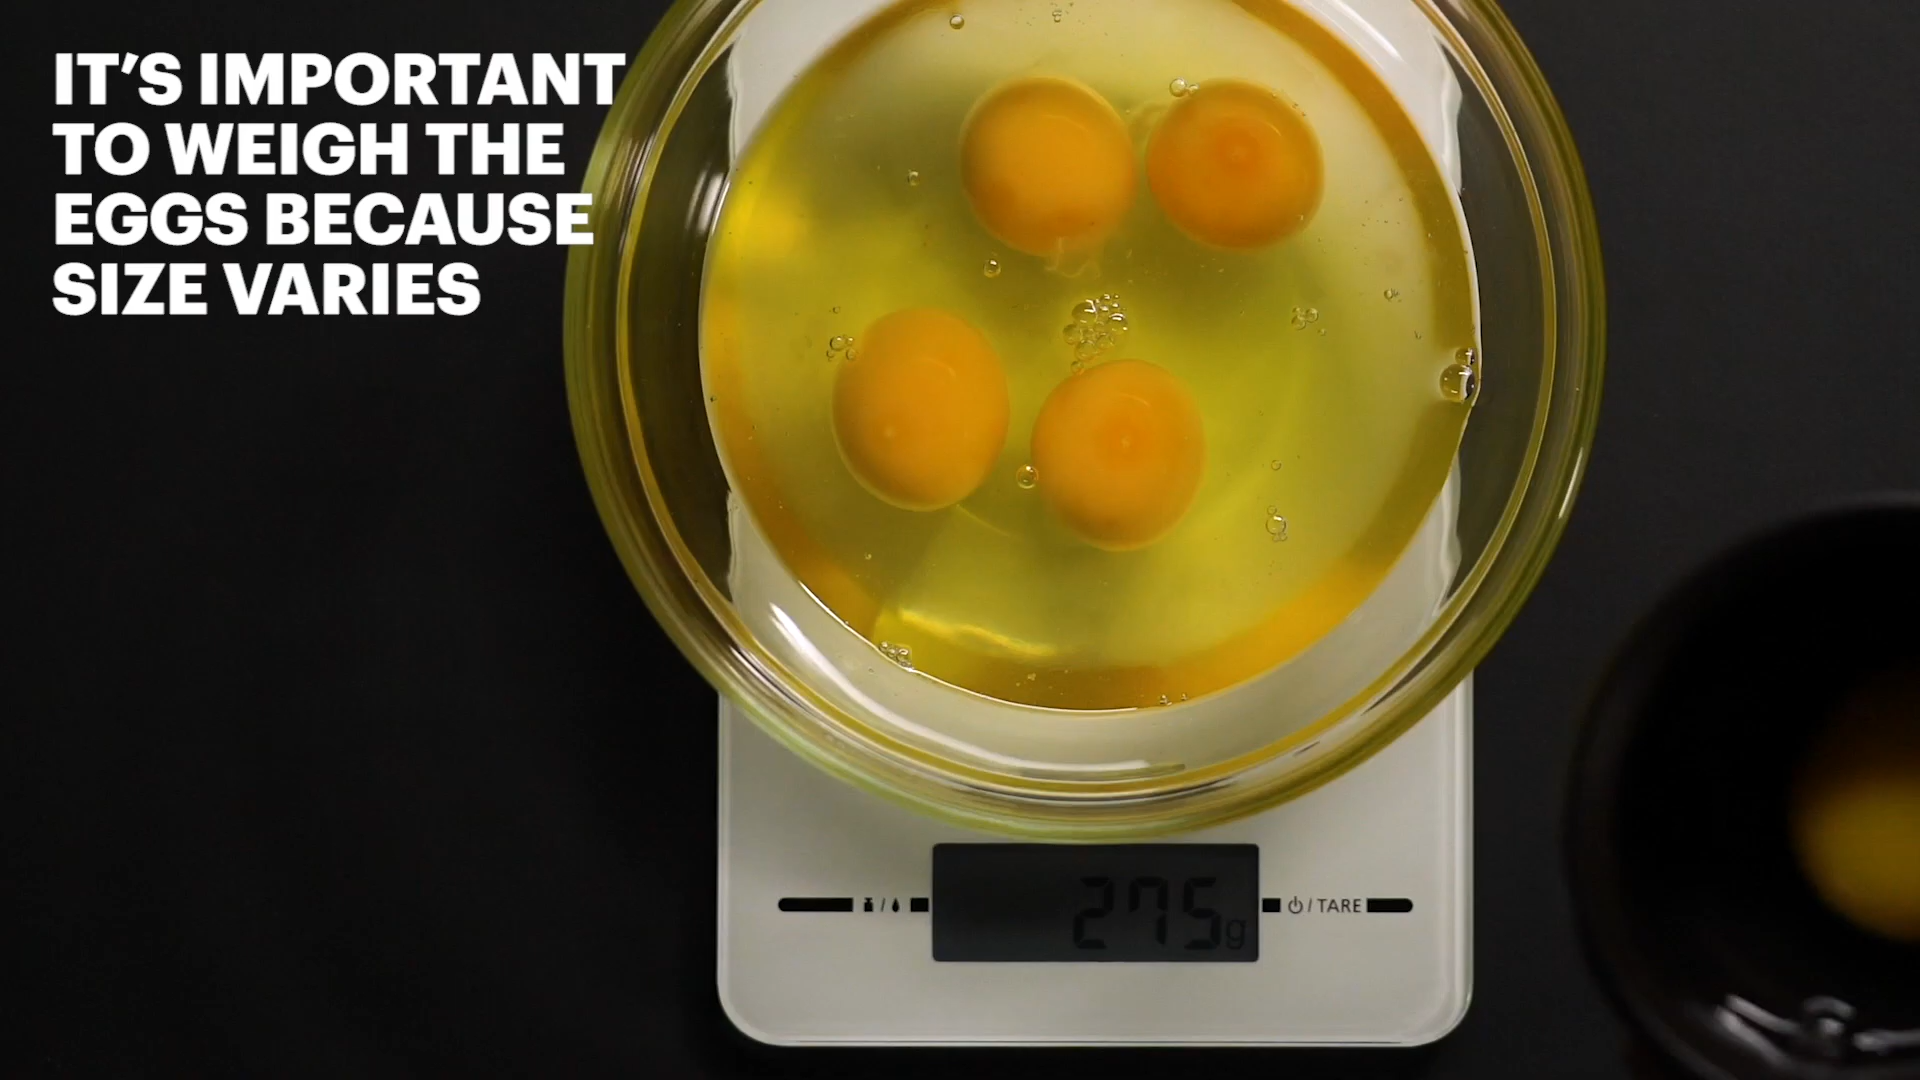 IT'S IMPORTANT
TO WEIGH THE
EGGS BECAUSE
SIZE VARIES
275g
/ TARE